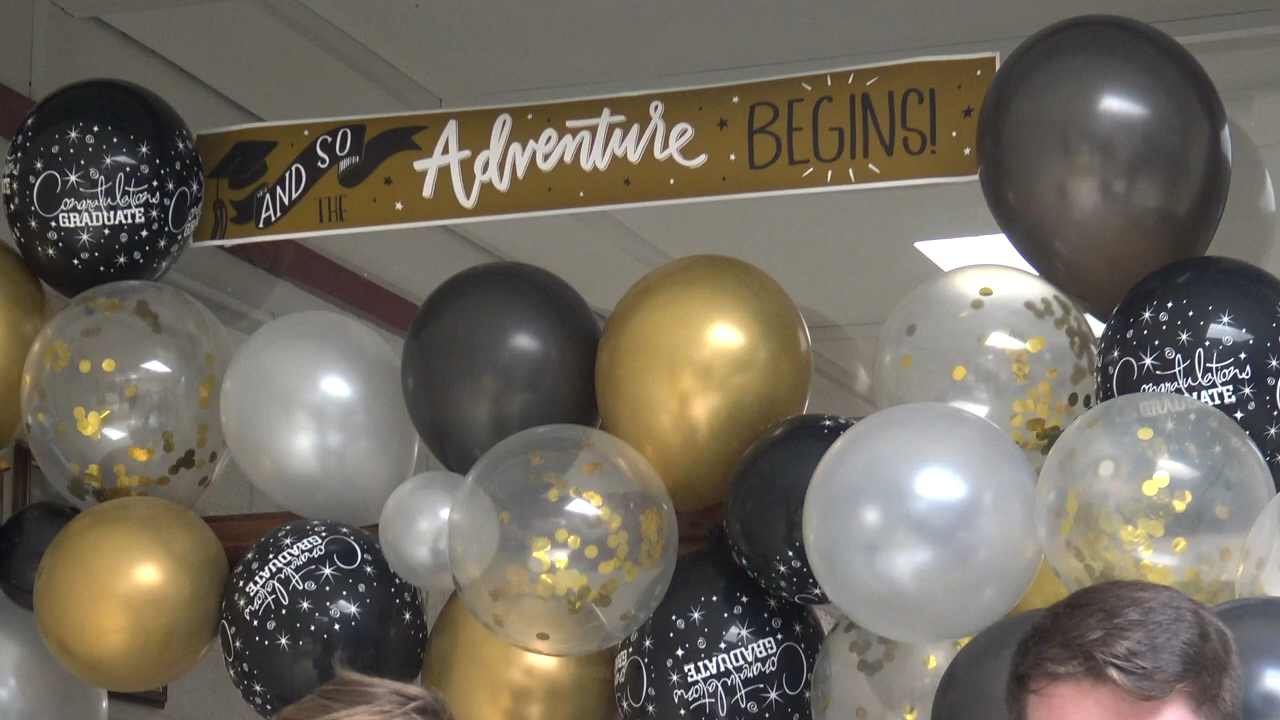 AND SO
THE
Adventure
BEGINS!
Congratulations
GRADUATE
Congratulations
GRADUATE
Congratulations
GRADUATE
Congratulations
GRADUATE